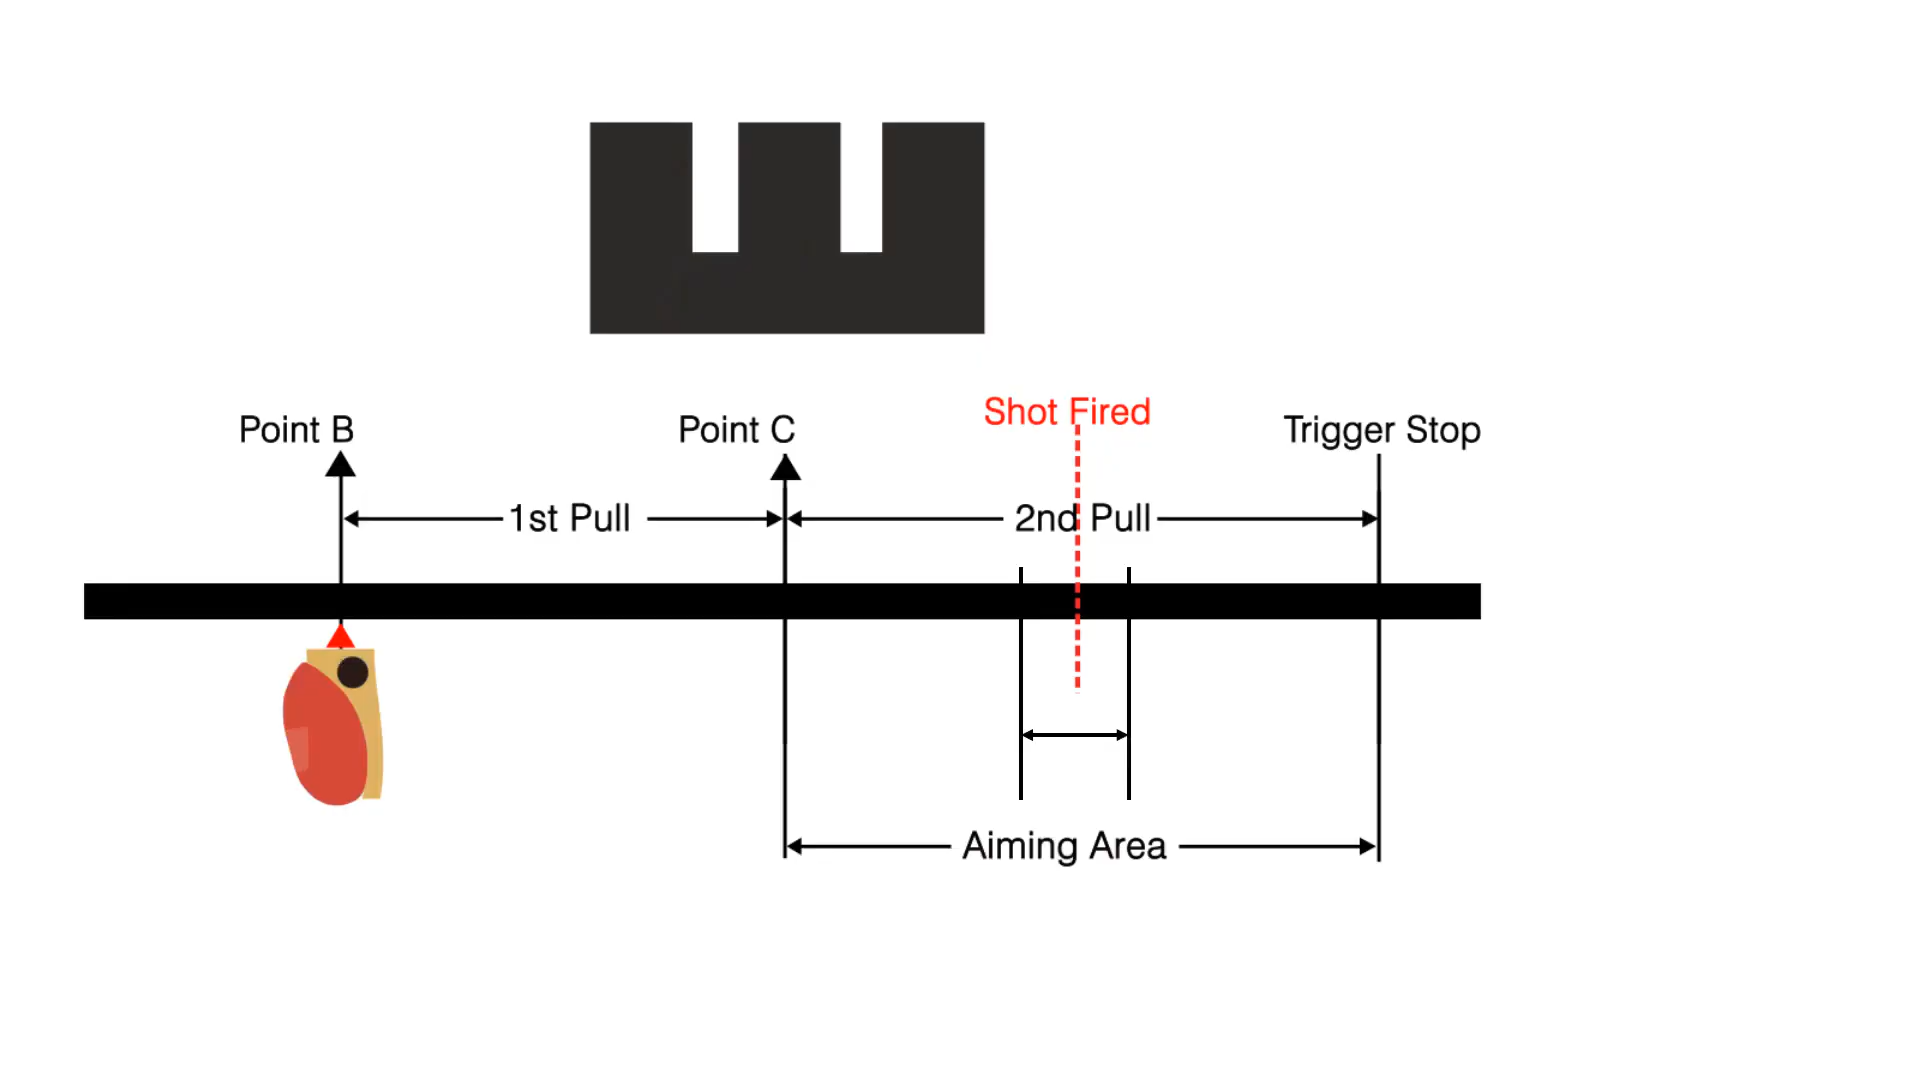 Shot Fired
Point B
Point C
Trigger Stop
1st Pull
2nd Pull
Aiming Area